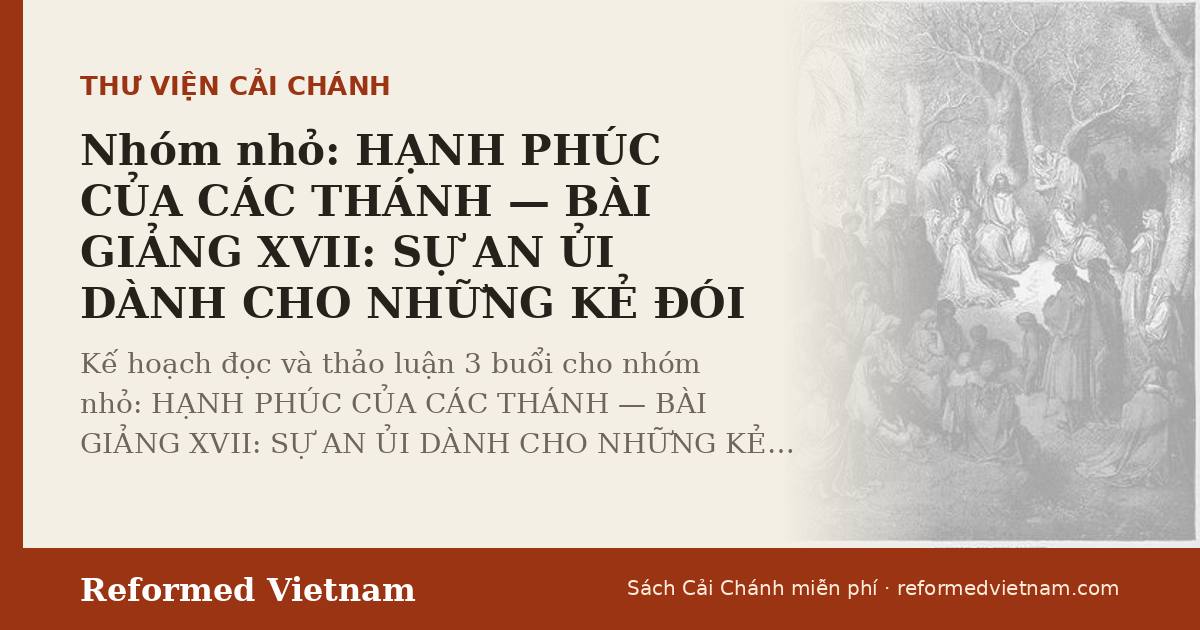 THƯ VIỆN CẢI CHÁNH
Nhóm nhỏ: HẠNH PHÚC
CỦA CÁC THÁNH — BÀI
GIẢNG XVII: SỰ AN ỦI
DÀNH CHO NHỮNG KẺ ĐÓI
Kế hoạch đọc và thảo luận 3 buổi cho nhóm
nhỏ: HẠNH PHÚC CỦA CÁC THÁNH — BÀI
GIẢNG XVII: SỰ AN ỦI DÀNH CHO NHỮNG KẺ…
Reformed Vietnam
Sách Cải Chánh miễn phí · reformedvietnam.com